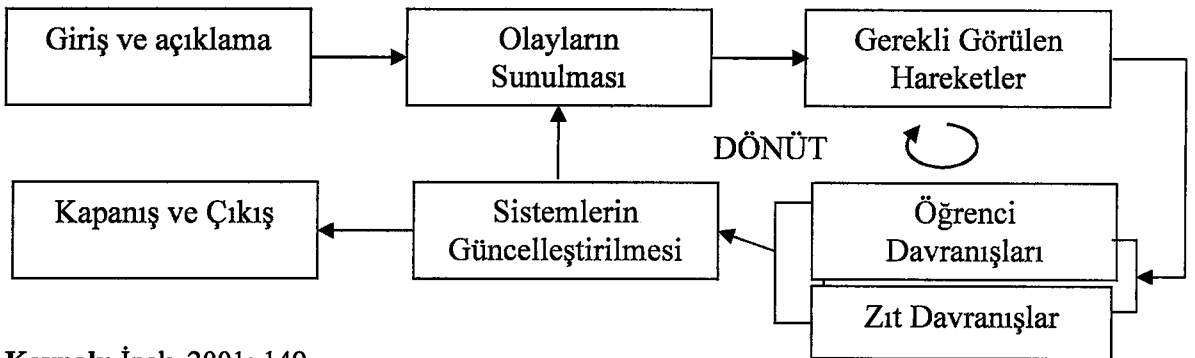 Giriş ve açıklama
Olayların
Sunulması
Gerekli Görülen
Hareketler
DÖNÜT
Kapanış ve Çıkış
Sistemlerin
Güncelleştirilmesi
Öğrenci
Davranışları
Zıt Davranışlar